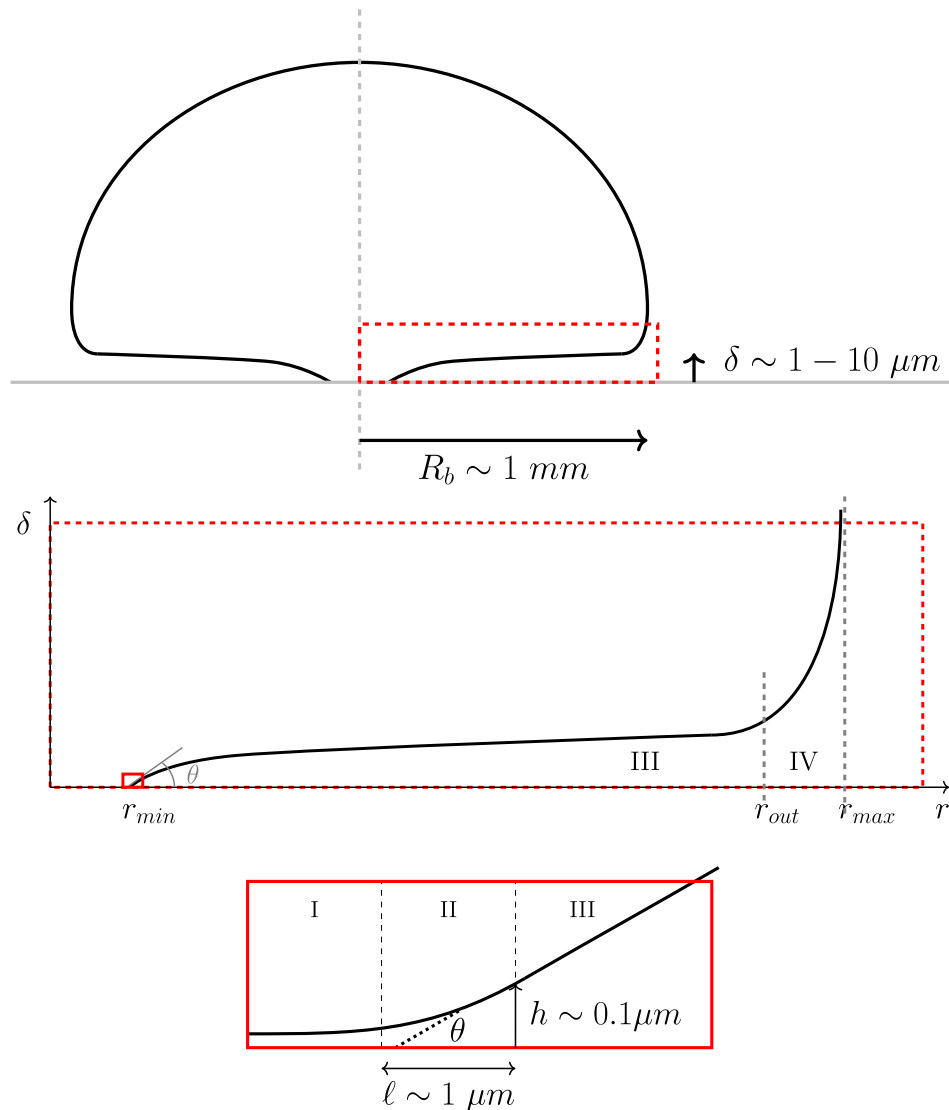 δ ∼ 1 − 10 μm
R_b ∼ 1 mm
δ
θ
III
IV
r_min
r_out
r_max
r
I
II
III
h ∼ 0.1μm
θ
ℓ ∼ 1 μm